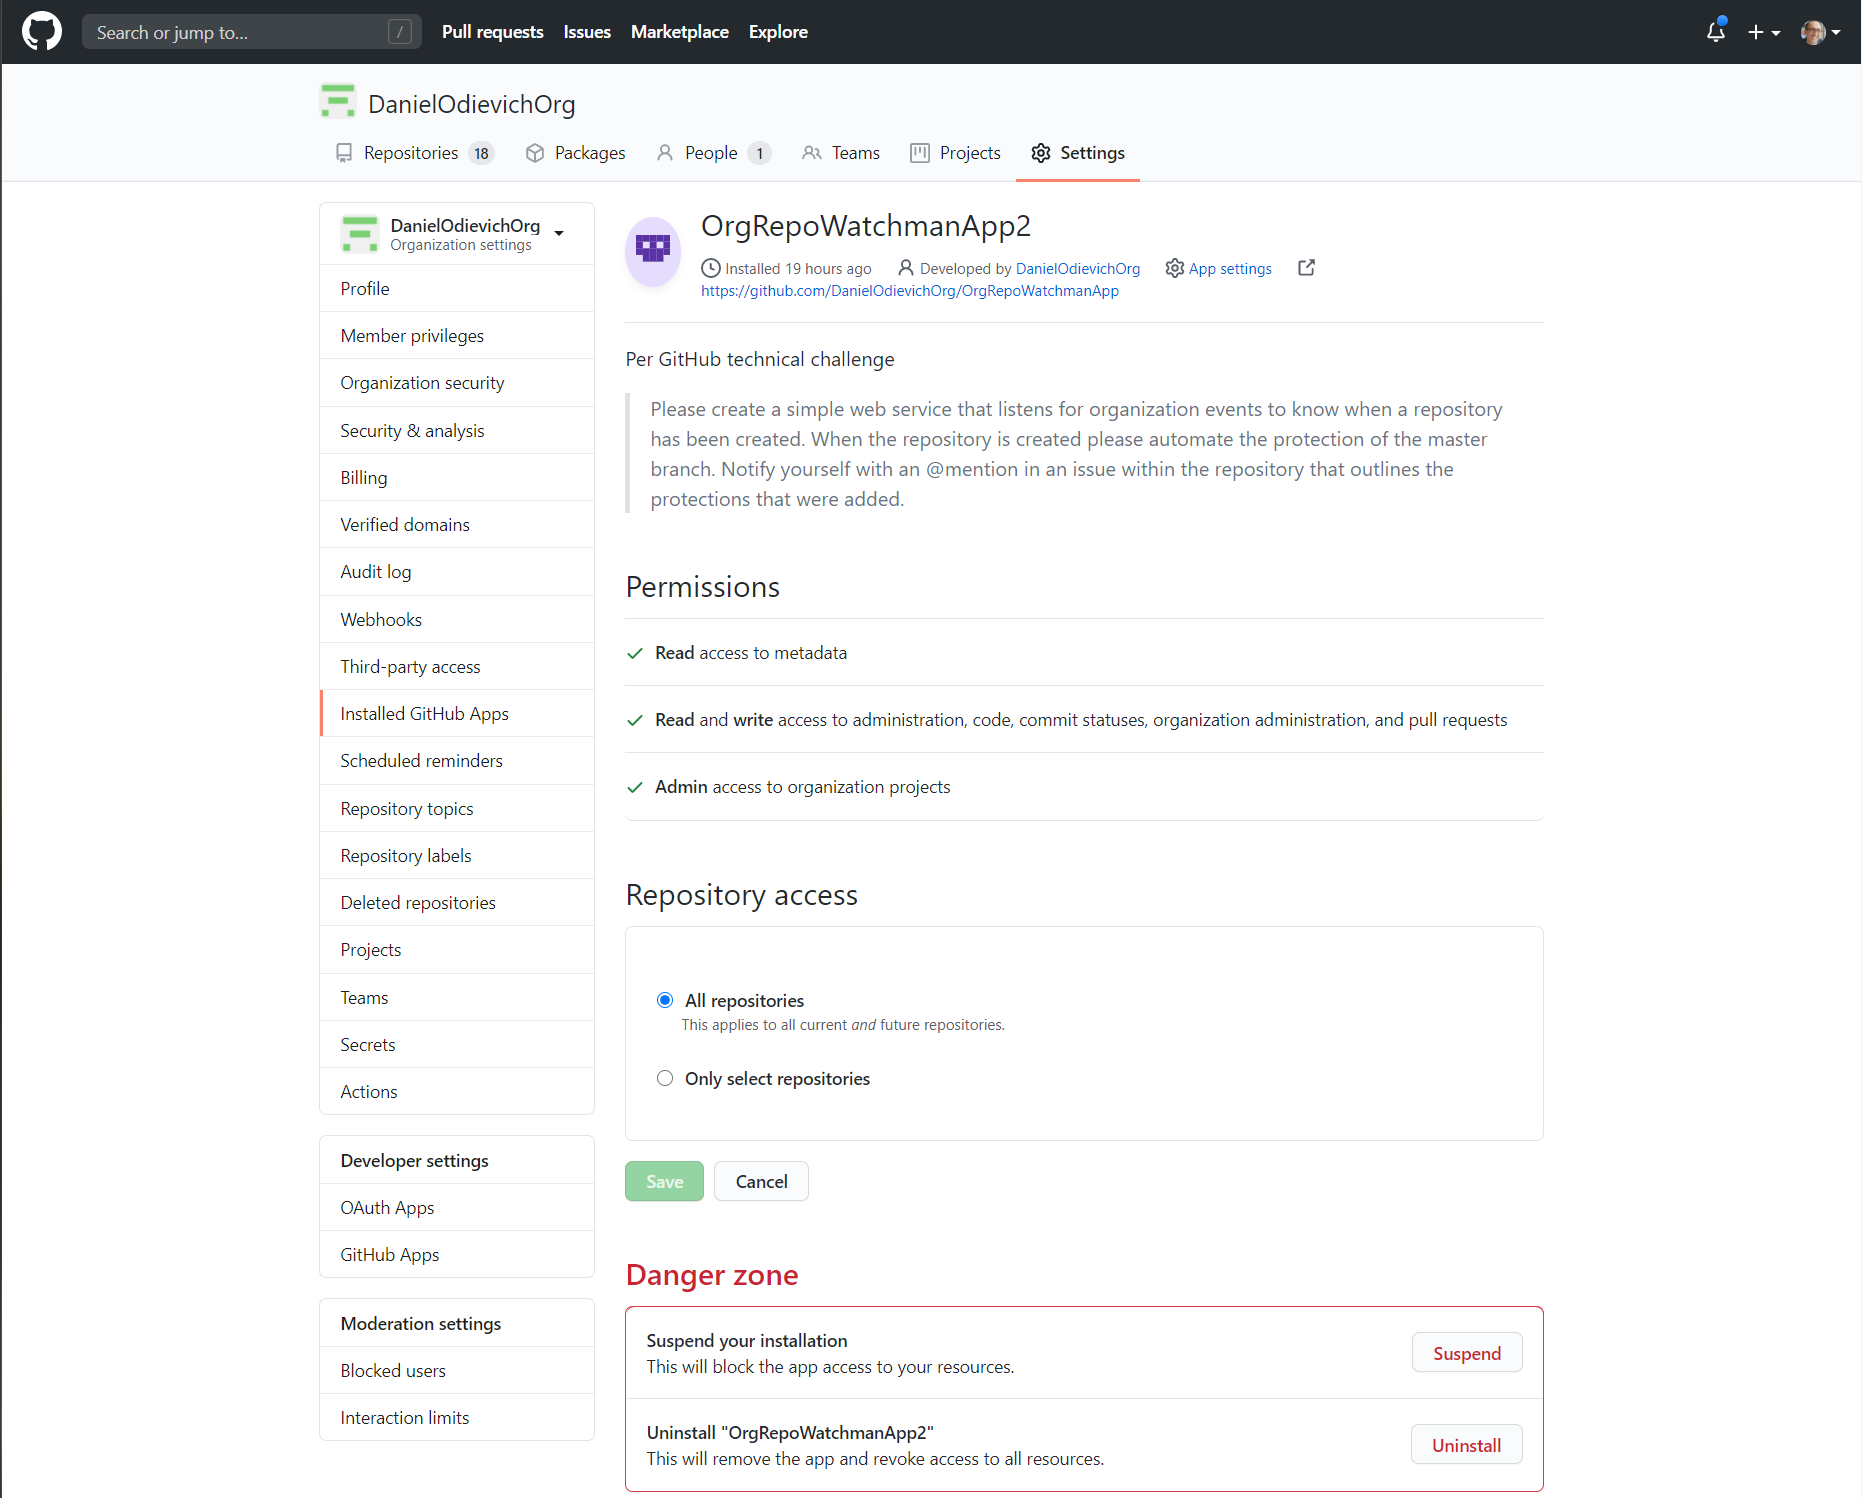 Search or jump to...
/
Pull requests
Issues
Marketplace
Explore
DanielOdievichOrg
Repositories 18
Packages
People 1
Teams
Projects
Settings
DanielOdievichOrg
Organization settings
Profile
Member privileges
Organization security
Security & analysis
Billing
Verified domains
Audit log
Webhooks
Third-party access
Installed GitHub Apps
Scheduled reminders
Repository topics
Repository labels
Deleted repositories
Projects
Teams
Secrets
Actions
Developer settings
OAuth Apps
GitHub Apps
Moderation settings
Blocked users
Interaction limits
OrgRepoWatchmanApp2
Installed 19 hours ago
Developed by DanielOdievichOrg
App settings
https://github.com/DanielOdievichOrg/OrgRepoWatchmanApp
Per GitHub technical challenge
Please create a simple web service that listens for organization events to know when a repository
has been created. When the repository is created please automate the protection of the master
branch. Notify yourself with an @mention in an issue within the repository that outlines the
protections that were added.
Permissions
Read access to metadata
Read and write access to administration, code, commit statuses, organization administration, and pull requests
Admin access to organization projects
Repository access
All repositories
This applies to all current and future repositories.
Only select repositories
Save
Cancel
Danger zone
Suspend your installation
This will block the app access to your resources.
Suspend
Uninstall "OrgRepoWatchmanApp2"
This will remove the app and revoke access to all resources.
Uninstall